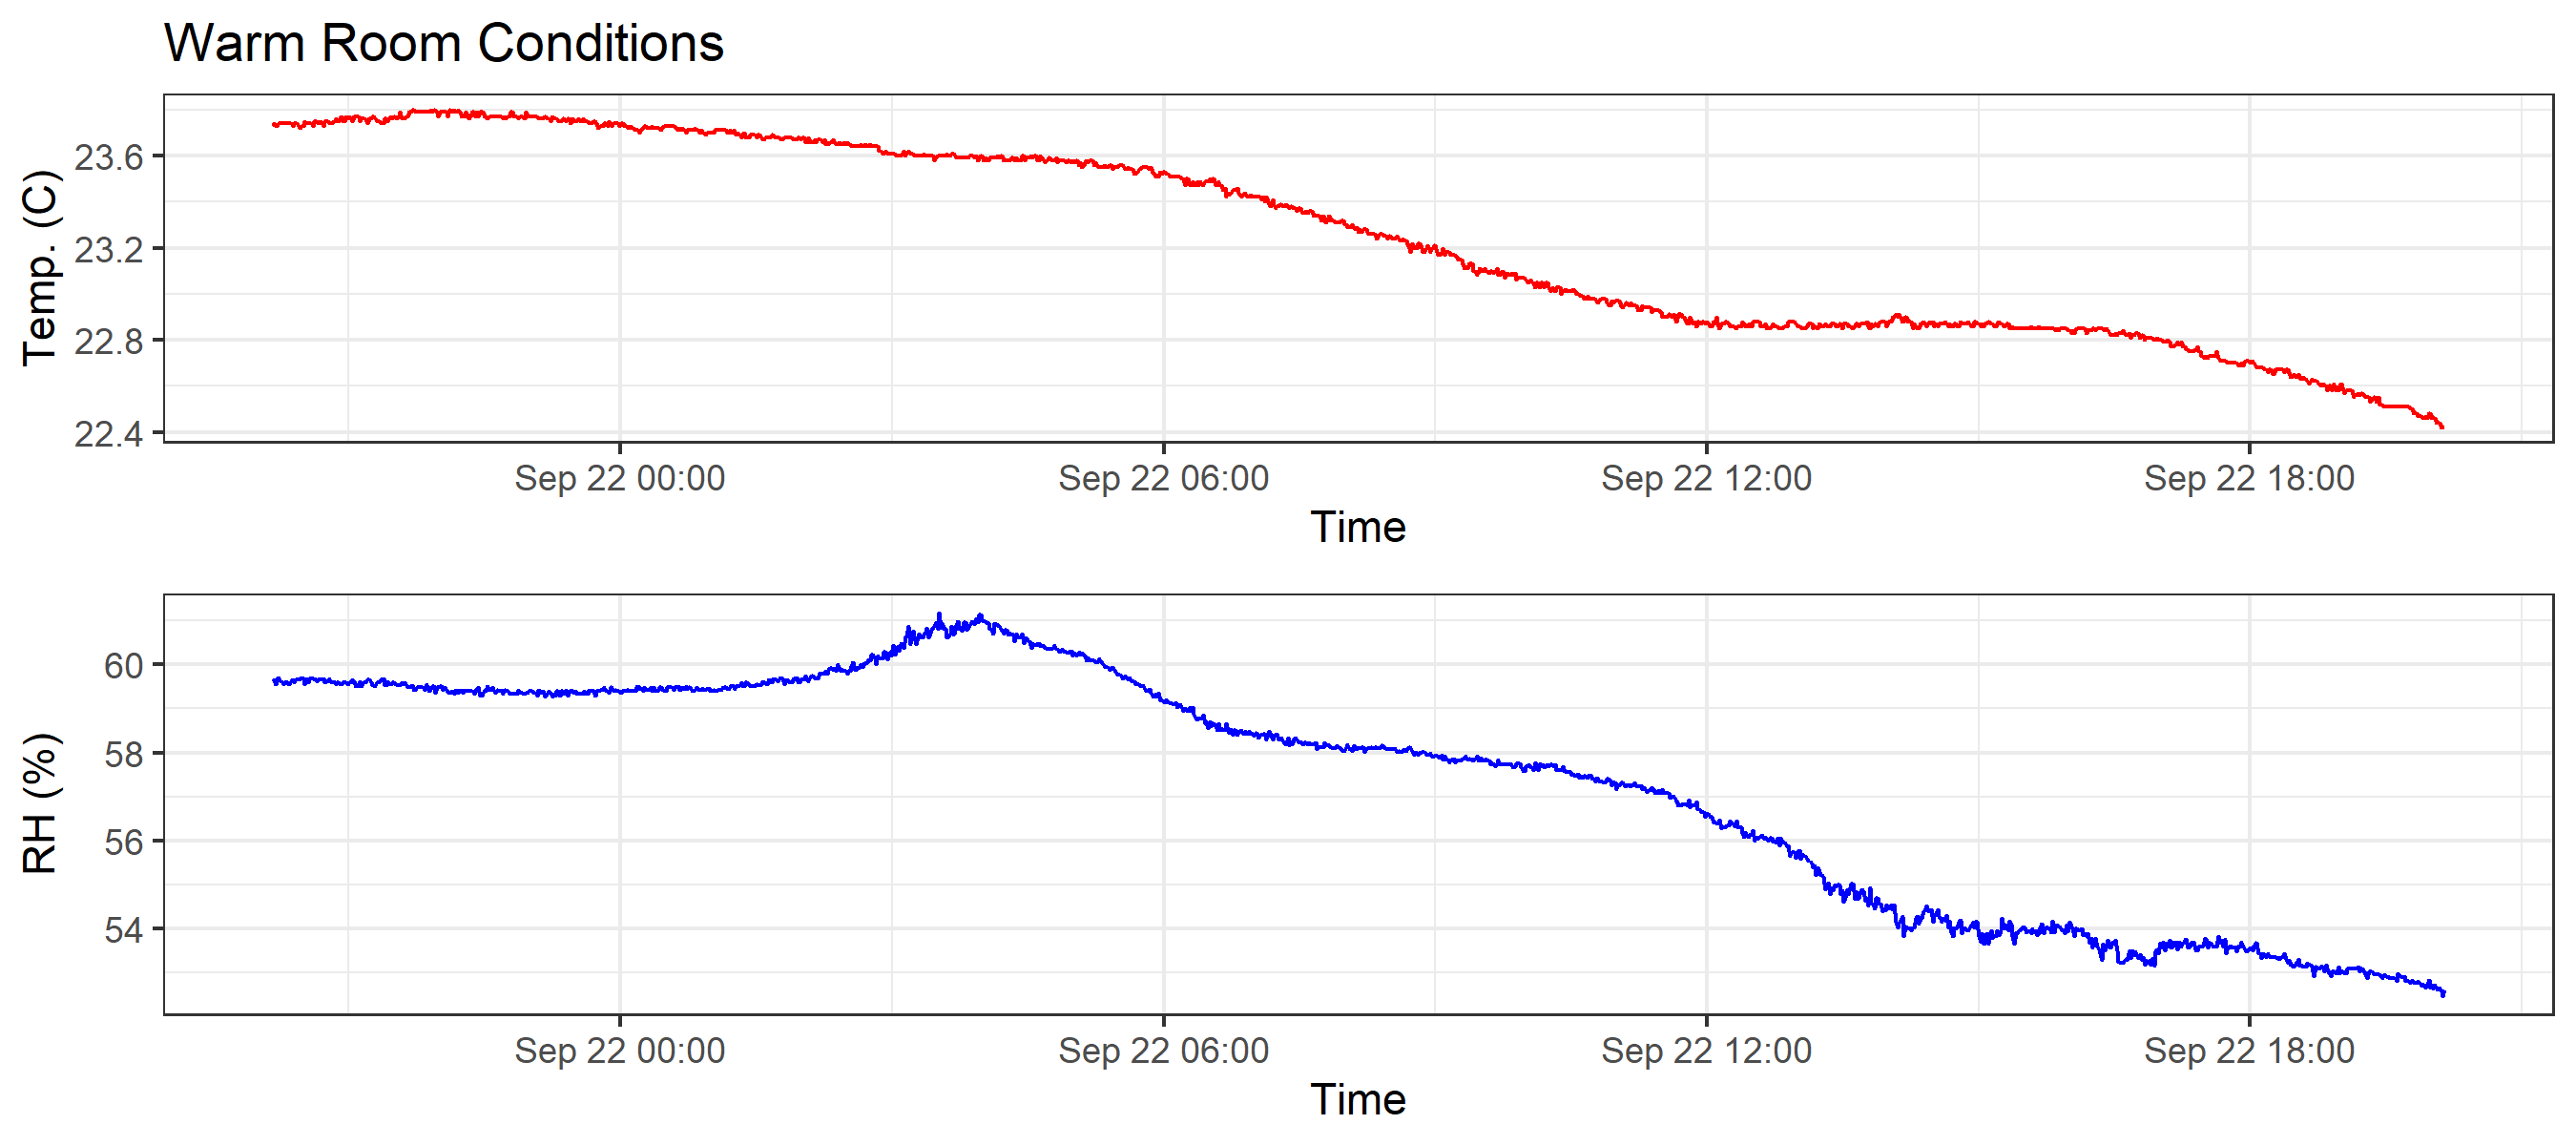 Warm Room Conditions
Temp. (C)
23.6
23.2
22.8
22.4
Sep 22 00:00 Sep 22 06:00 Sep 22 12:00 Sep 22 18:00
Time
RH (%)
60
58
56
54
Sep 22 00:00 Sep 22 06:00 Sep 22 12:00 Sep 22 18:00
Time